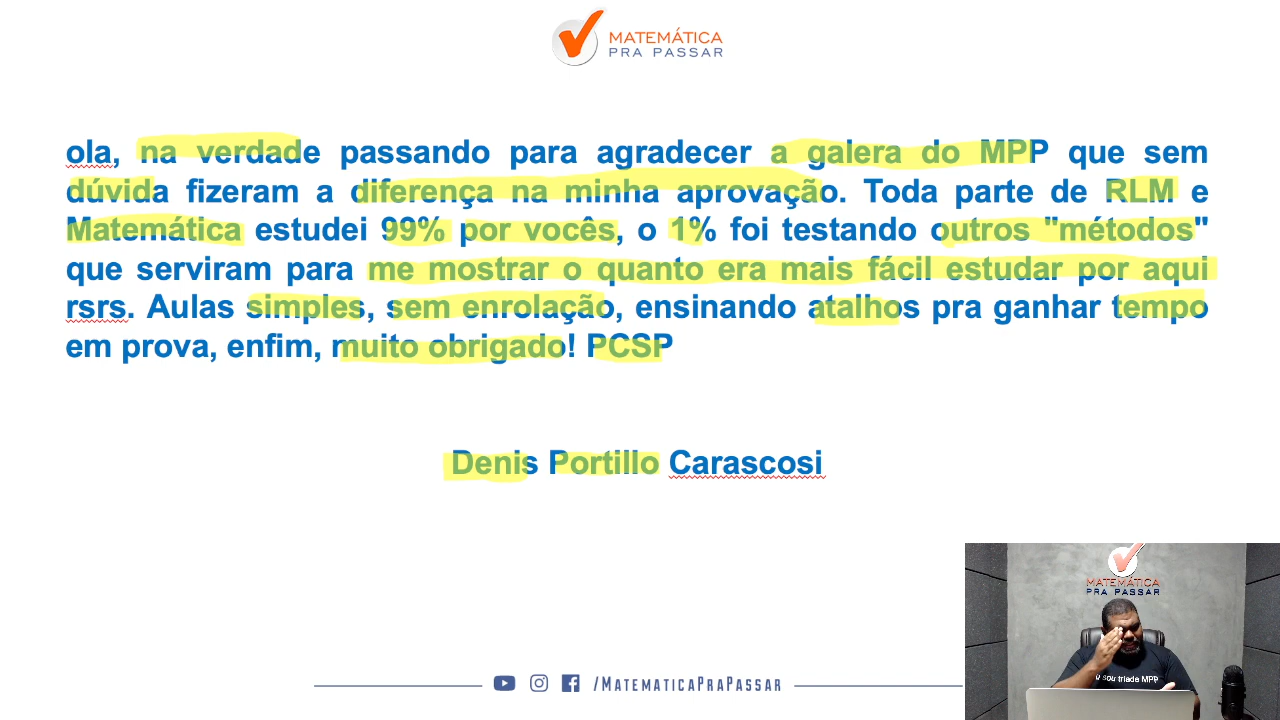 MATEMÁTICA
PRA PASSAR
ola, na verdade passando para agradecer a galera do MPP que sem
dúvida fizeram a diferença na minha aprovação. Toda parte de RLM e
Matemática estudei 99% por vocês, o 1% foi testando outros "métodos"
que serviram para me mostrar o quanto era mais fácil estudar por aqui
rsrs. Aulas simples, sem enrolação, ensinando atalhos pra ganhar tempo
em prova, enfim, muito obrigado! PCSP
Denis Portillo Carascosi
MATEMÁTICA
PRA PASSAR
sou tríade MPP
/MATEMATICAPRAPASSAR